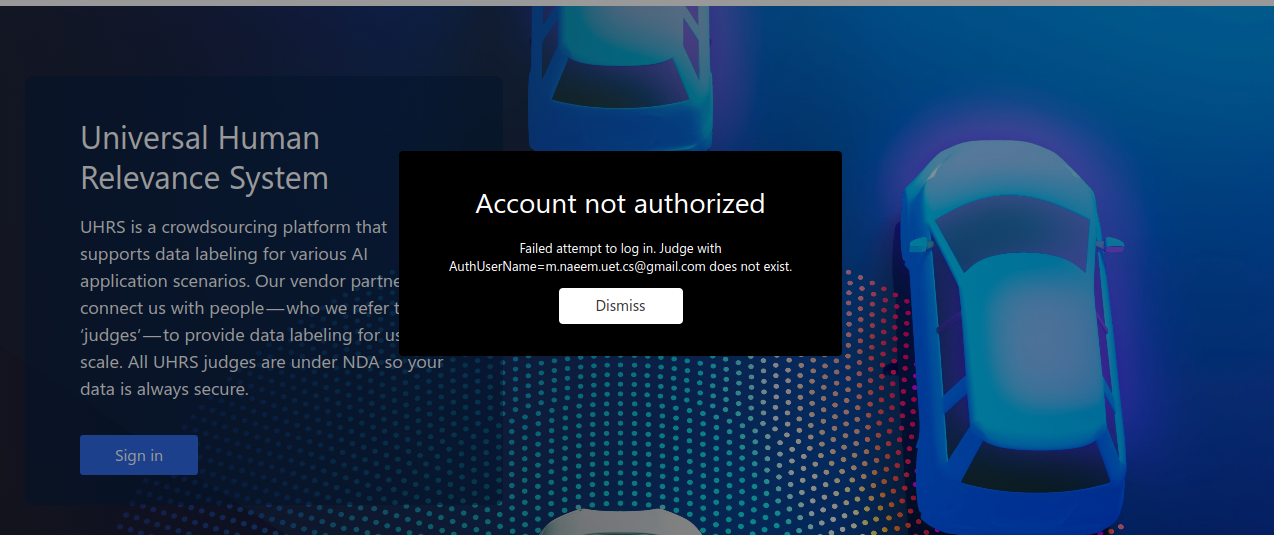 Universal Human
Relevance System
UHRS is a crowdsourcing platform that
supports data labeling for various AI
application scenarios. Our vendor partne
connect us with people — who we refer t
'judges' — to provide data labeling for us
scale. All UHRS judges are under NDA so your
data is always secure.
Sign in
Account not authorized
Failed attempt to log in. Judge with
AuthUserName=m.naeem.uet.cs@gmail.com does not exist.
Dismiss